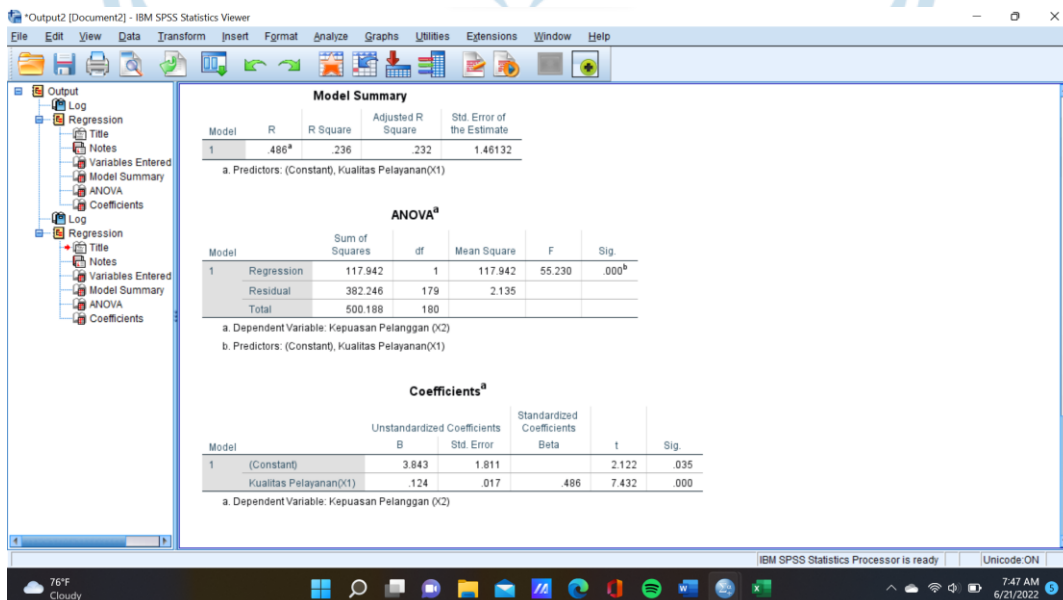 *Output2 [Document2] - IBM SPSS Statistics Viewer
File Edit View Data Transform Insert Format Analyze Graphs Utilities Extensions Window Help
Output
Log
Regression
Title
Notes
Variables Entered
Model Summary
ANOVA
Coefficients
Log
Regression
Title
Notes
Variables Entered
Model Summary
ANOVA
Coefficients
Model Summary
Model R R Square Adjusted R Square Std. Error of the Estimate
1 .486a .236 .232 1.46132
a. Predictors: (Constant), Kualitas Pelayanan(X1)
ANOVAa
Model Sum of Squares df Mean Square F Sig.
1 Regression 117.942 1 117.942 55.230 .000b
Residual 382.246 179 2.135
Total 500.188 180
a. Dependent Variable: Kepuasan Pelanggan (X2)
b. Predictors: (Constant), Kualitas Pelayanan(X1)
Coefficientsa
Unstandardized Coefficients Standardized Coefficients
Model B Std. Error Beta t Sig.
1 (Constant) 3.843 1.811 2.122 .035
Kualitas Pelayanan(X1) .124 .017 .486 7.432 .000
a. Dependent Variable: Kepuasan Pelanggan (X2)
IBM SPSS Statistics Processor is ready Unicode:ON
76°F
Cloudy
7:47 AM
6/21/2022
5